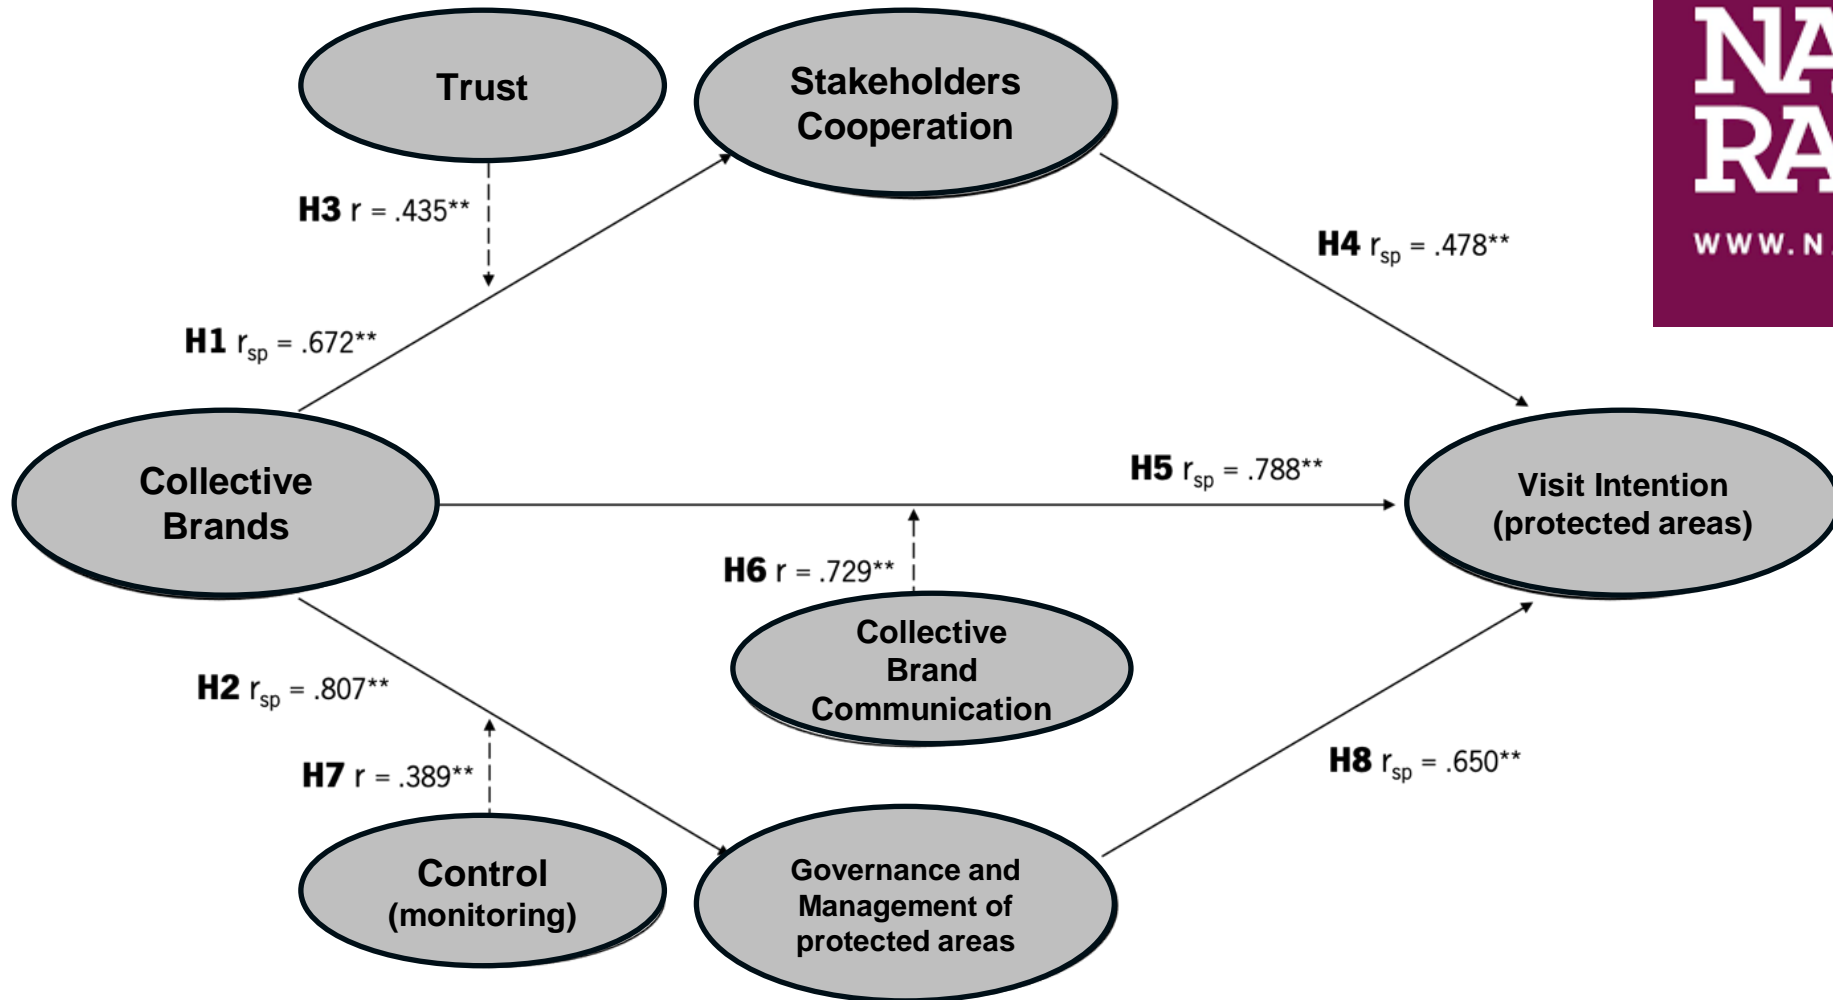 Trust
Stakeholders
Cooperation
H3 r = .435**
H4 rsp = .478**
H1 rsp = .672**
Collective
Brands
H5 rsp = .788**
Visit Intention
(protected areas)
H6 r = .729**
Collective
Brand
Communication
H2 rsp = .807**
H7 r = .389**
H8 rsp = .650**
Control
(monitoring)
Governance and
Management of
protected areas
NA
RA
WWW.N